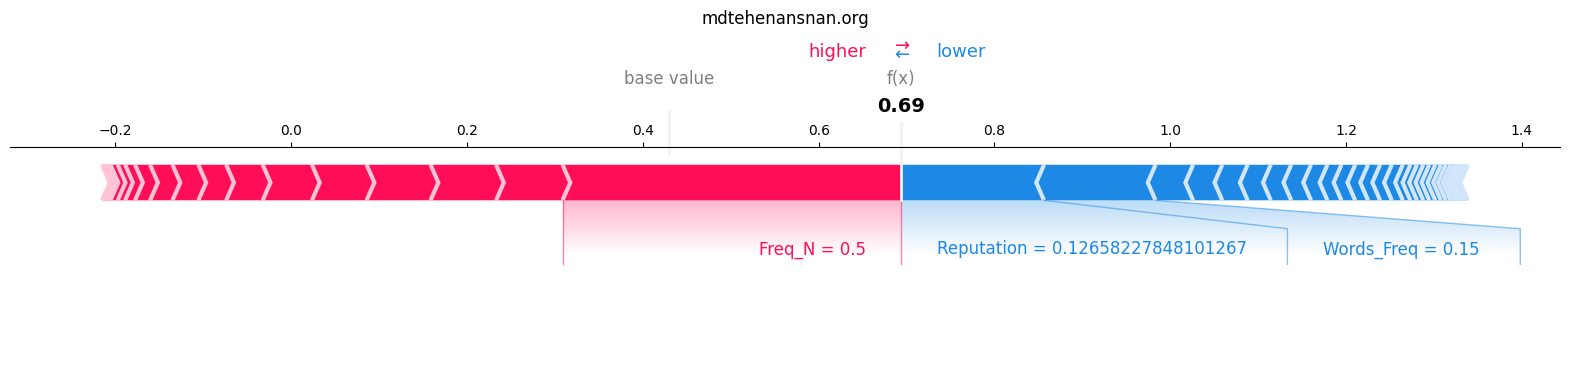 mdtehenansnan.org
higher → ← lower
base value f(x)
0.69
−0.2 0.0 0.2 0.4 0.6 0.8 1.0 1.2 1.4
Freq_N = 0.5 Reputation = 0.12658227848101267 Words_Freq = 0.15